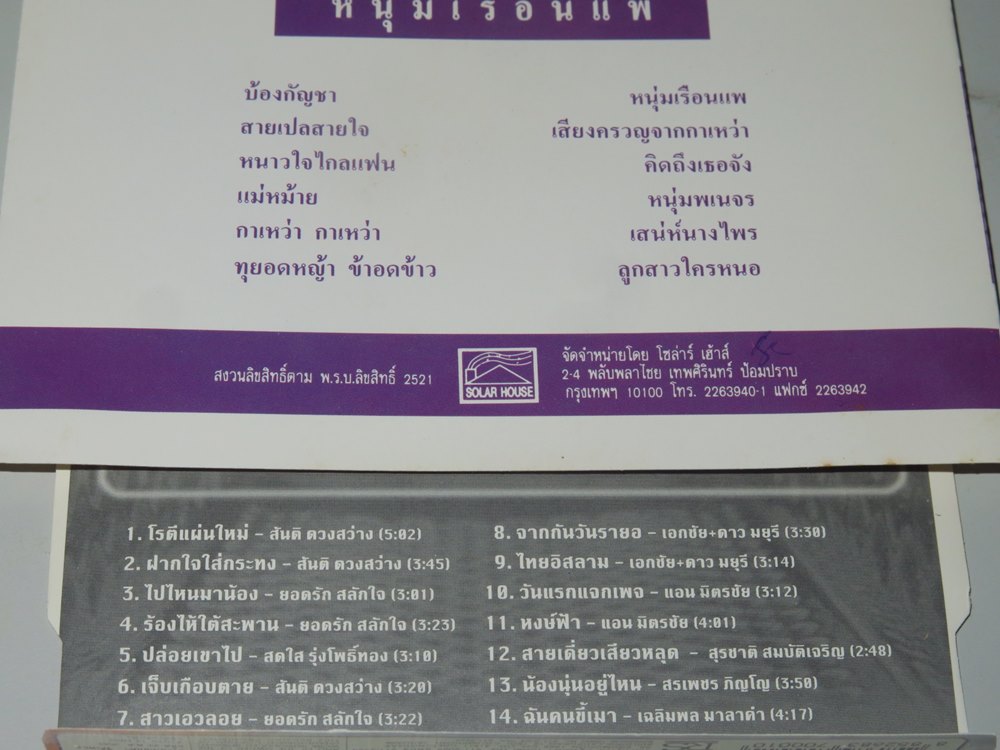 หนุ่มเรือนแพ
บ้องกัญชา
สายเปลสายใจ
หนาวใจไกลแฟน
แม่หม้าย
กาเหว่า กาเหว่า
ทุยอดหญ้า ข้าอดข้าว
หนุ่มเรือนแพ
เสียงครวญจากกาเหว่า
คิดถึงเธอจัง
หนุ่มพเนจร
เสน่ห์นางไพร
ลูกสาวใครหนอ
สงวนลิขสิทธิ์ตาม พ.ร.บ.ลิขสิทธิ์ 2521
SOLAR HOUSE
จัดจำหน่ายโดย โซล่าร์ เฮ้าส์
2-4 พลับพลาไชย เทพศิรินทร์ ป้อมปราบ
กรุงเทพฯ 10100 โทร. 2263940-1 แฟกซ์ 2263942
1. โรตีแผ่นใหม่ - สันติ ดวงสว่าง (5:02)
2. ฝากใจใส่กระทง - สันติ ดวงสว่าง (3:45)
3. ไปไหนมาน้อง - ยอดรัก สลักใจ (3:01)
4. ร้องไห้ใต้สะพาน - ยอดรัก สลักใจ (3:23)
5. ปล่อยเขาไป - สดใส รุ่งโพธิ์ทอง (3:10)
6. เจ็บเกือบตาย - สันติ ดวงสว่าง (3:20)
7. สาวเอวลอย - ยอดรัก สลักใจ (3:22)
8. จากกันวันรายอ - เอกชัย+ดาว มยุรี (3:30)
9. ไทยอิสลาม - เอกชัย+ดาว มยุรี (3:14)
10. วันแรกแจกเพจ - แอน มิตรชัย (3:12)
11. หงษ์ฟ้า - แอน มิตรชัย (4:01)
12. สายเดี่ยวเสียวหลุด - สุรชาติ สมบัติเจริญ (2:48)
13. น้องนุ่นอยู่ไหน - สรเพชร ภิญโญ (3:50)
14. ฉันคนขี้เมา - เฉลิมพล มาลาคำ (4:17)